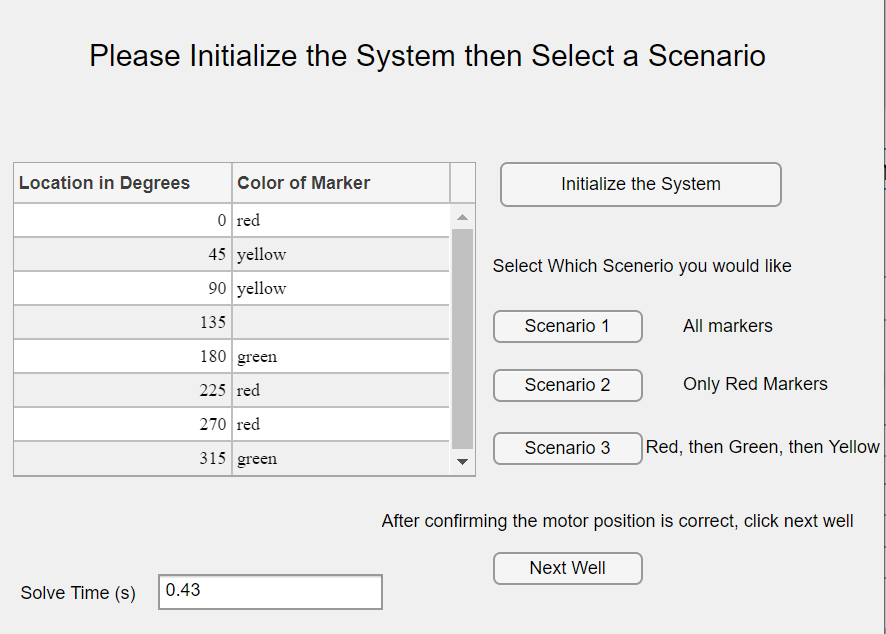 Please Initialize the System then Select a Scenario
Location in Degrees Color of Marker
0 red
45 yellow
90 yellow
135
180 green
225 red
270 red
315 green
Initialize the System
Select Which Scenerio you would like
Scenario 1 All markers
Scenario 2 Only Red Markers
Scenario 3 Red, then Green, then Yellow
After confirming the motor position is correct, click next well
Next Well
Solve Time (s) 0.43